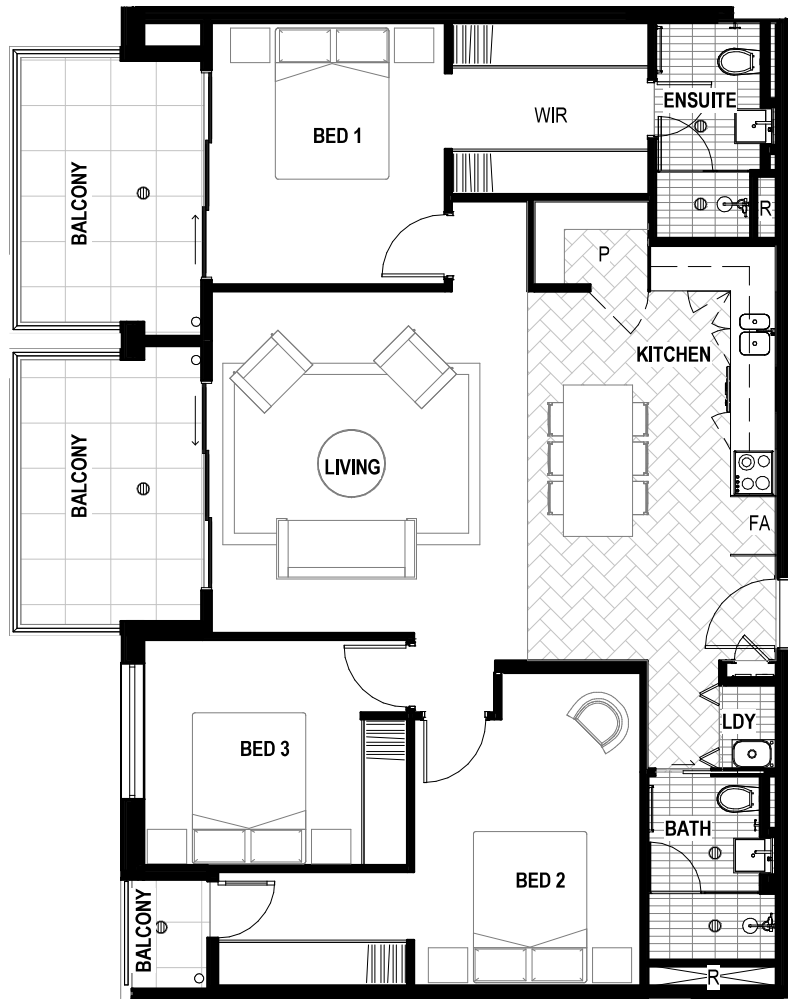 ENSUITE
WIR
BED 1
BALCONY
R
P
KITCHEN
BALCONY
LIVING
FA
LDY
BED 3
BATH
BED 2
BALCONY
R